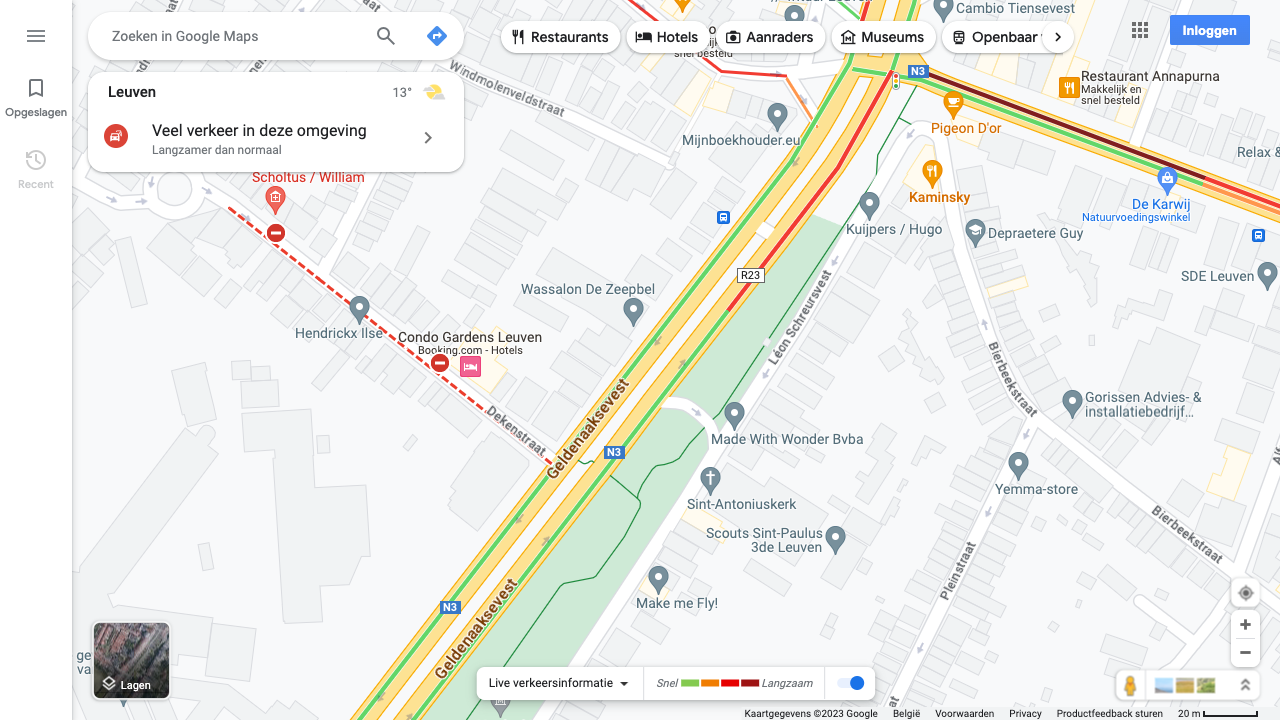 Zoeken in Google Maps
Restaurants
Hotels
Aanraders
Museums
Openbaar
Inloggen
Cambio Tiensevest
snel besteld
Opgeslagen
Recent
Leuven
13°
Veel verkeer in deze omgeving
Langzamer dan normaal
Windmolenveldstraat
N3
Restaurant Annapurna
Makkelijk en
snel besteld
Pigeon D'or
Mijnboekhouder.eu
Relax &
Scholtus / William
Kaminsky
De Karwij
Natuurvoedingswinkel
Kuijpers / Hugo
Depraetere Guy
R23
SDE Leuven
Wassalon De Zeepbel
Léon Schreursvest
Hendrickx Ilse
Condo Gardens Leuven
Booking.com - Hotels
Bierbeekstraat
Gorissen Advies- &
installatiebedrijf...
Dekenstraat
Geldenaaksevest
N3
Made With Wonder Bvba
Yemma-store
Sint-Antoniuskerk
Bierbeekstraat
Scouts Sint-Paulus
3de Leuven
Pleinstraat
Make me Fly!
N3
Geldenaaksevest
Lagen
Live verkeersinformatie
Snel
Langzaam
Kaartgegevens ©2023 Google
België
Voorwaarden
Privacy
Productfeedback sturen
20 m